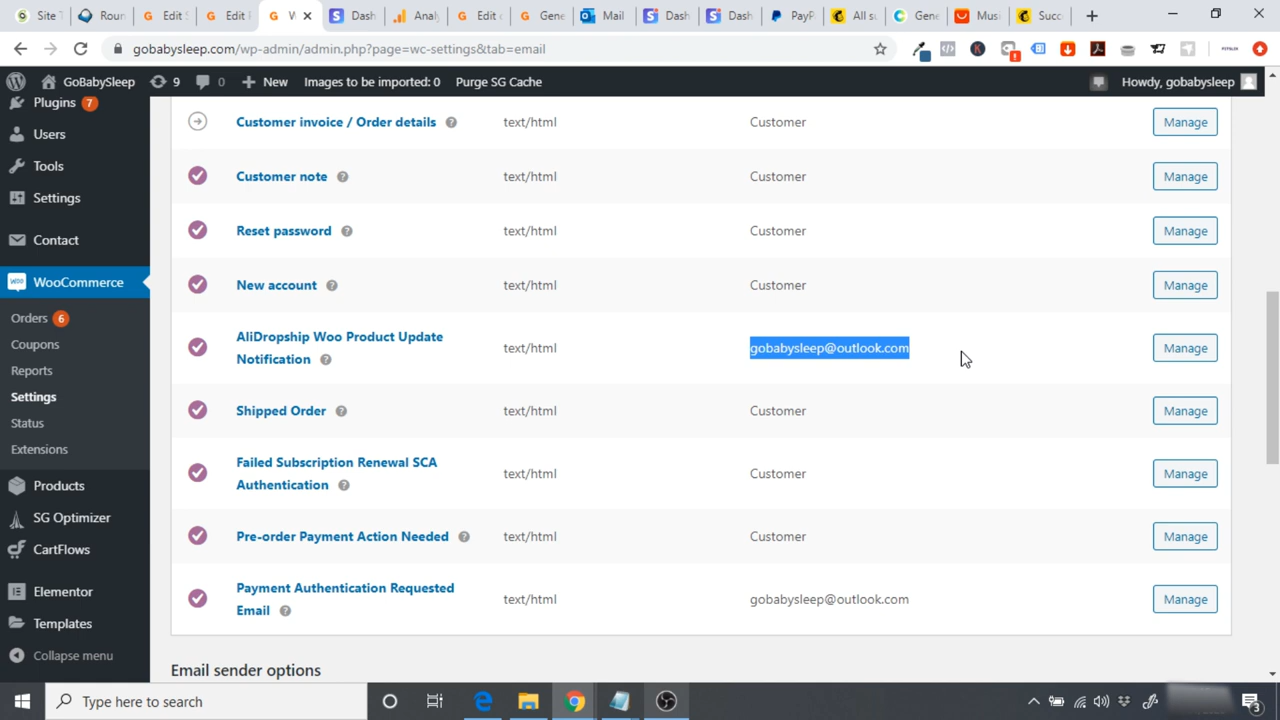 Site T
Roun
Edit S
Edit I
W
Dash
Analy
Edit c
Gene
Mail
Dash
Dash
PayP
All su
Gene
Musi
Succ
gobabysleep.com/wp-admin/admin.php?page=wc-settings&tab=email
GoBabySleep 9 0 New Images to be imported: 0 Purge SG Cache Howdy, gobabysleep
Plugins 7
Users
Tools
Settings
Contact
WooCommerce
Orders 6
Coupons
Reports
Settings
Status
Extensions
Products
SG Optimizer
CartFlows
Elementor
Templates
Collapse menu
Customer invoice / Order details ? text/html Customer Manage
Customer note ? text/html Customer Manage
Reset password ? text/html Customer Manage
New account ? text/html Customer Manage
AliDropship Woo Product Update
Notification ? text/html gobabysleep@outlook.com Manage
Shipped Order ? text/html Customer Manage
Failed Subscription Renewal SCA
Authentication ? text/html Customer Manage
Pre-order Payment Action Needed ? text/html Customer Manage
Payment Authentication Requested
Email ? text/html gobabysleep@outlook.com Manage
Email sender options
Type here to search
3